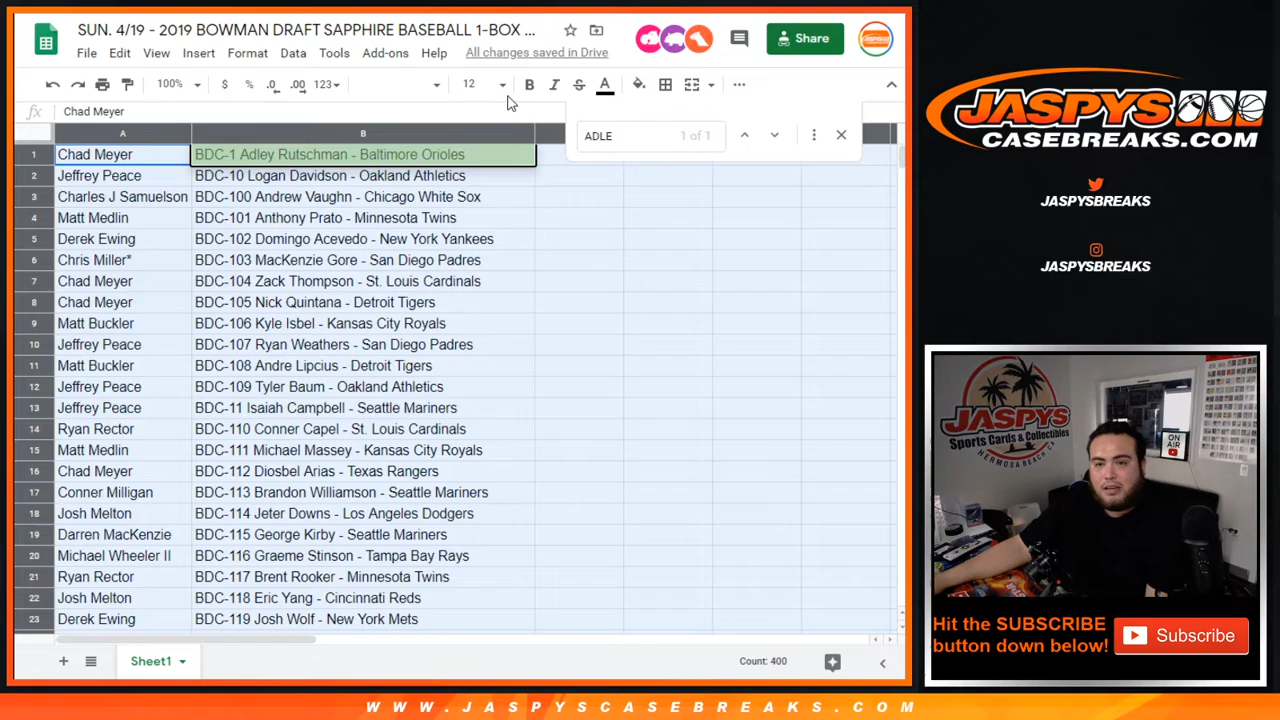 SUN. 4/19 - 2019 BOWMAN DRAFT SAPPHIRE BASEBALL 1-BOX ...
File Edit View Insert Format Data Tools Add-ons Help All changes saved in Drive
Share
100% $ % .0 .00 123 12 B I S A ...
fx Chad Meyer
ADLE 1 of 1
A B
1 Chad Meyer BDC-1 Adley Rutschman - Baltimore Orioles
2 Jeffrey Peace BDC-10 Logan Davidson - Oakland Athletics
3 Charles J Samuelson BDC-100 Andrew Vaughn - Chicago White Sox
4 Matt Medlin BDC-101 Anthony Prato - Minnesota Twins
5 Derek Ewing BDC-102 Domingo Acevedo - New York Yankees
6 Chris Miller* BDC-103 MacKenzie Gore - San Diego Padres
7 Chad Meyer BDC-104 Zack Thompson - St. Louis Cardinals
8 Chad Meyer BDC-105 Nick Quintana - Detroit Tigers
9 Matt Buckler BDC-106 Kyle Isbel - Kansas City Royals
10 Jeffrey Peace BDC-107 Ryan Weathers - San Diego Padres
11 Matt Buckler BDC-108 Andre Lipcius - Detroit Tigers
12 Jeffrey Peace BDC-109 Tyler Baum - Oakland Athletics
13 Jeffrey Peace BDC-11 Isaiah Campbell - Seattle Mariners
14 Ryan Rector BDC-110 Conner Capel - St. Louis Cardinals
15 Matt Medlin BDC-111 Michael Massey - Kansas City Royals
16 Chad Meyer BDC-112 Diosbel Arias - Texas Rangers
17 Conner Milligan BDC-113 Brandon Williamson - Seattle Mariners
18 Josh Melton BDC-114 Jeter Downs - Los Angeles Dodgers
19 Darren MacKenzie BDC-115 George Kirby - Seattle Mariners
20 Michael Wheeler II BDC-116 Graeme Stinson - Tampa Bay Rays
21 Ryan Rector BDC-117 Brent Rooker - Minnesota Twins
22 Josh Melton BDC-118 Eric Yang - Cincinnati Reds
23 Derek Ewing BDC-119 Josh Wolf - New York Mets
Sheet1
Count: 400
JASPYS
CASEBREAKS.COM
JASPYSBREAKS
JASPYSBREAKS
JASPYS
Sports Cards & Collectibles
HERMOSA BEACH, CA
ON
AIR
Hit the SUBSCRIBE
button down below!
Subscribe
WWW.JASPYSCASEBREAKS.COM